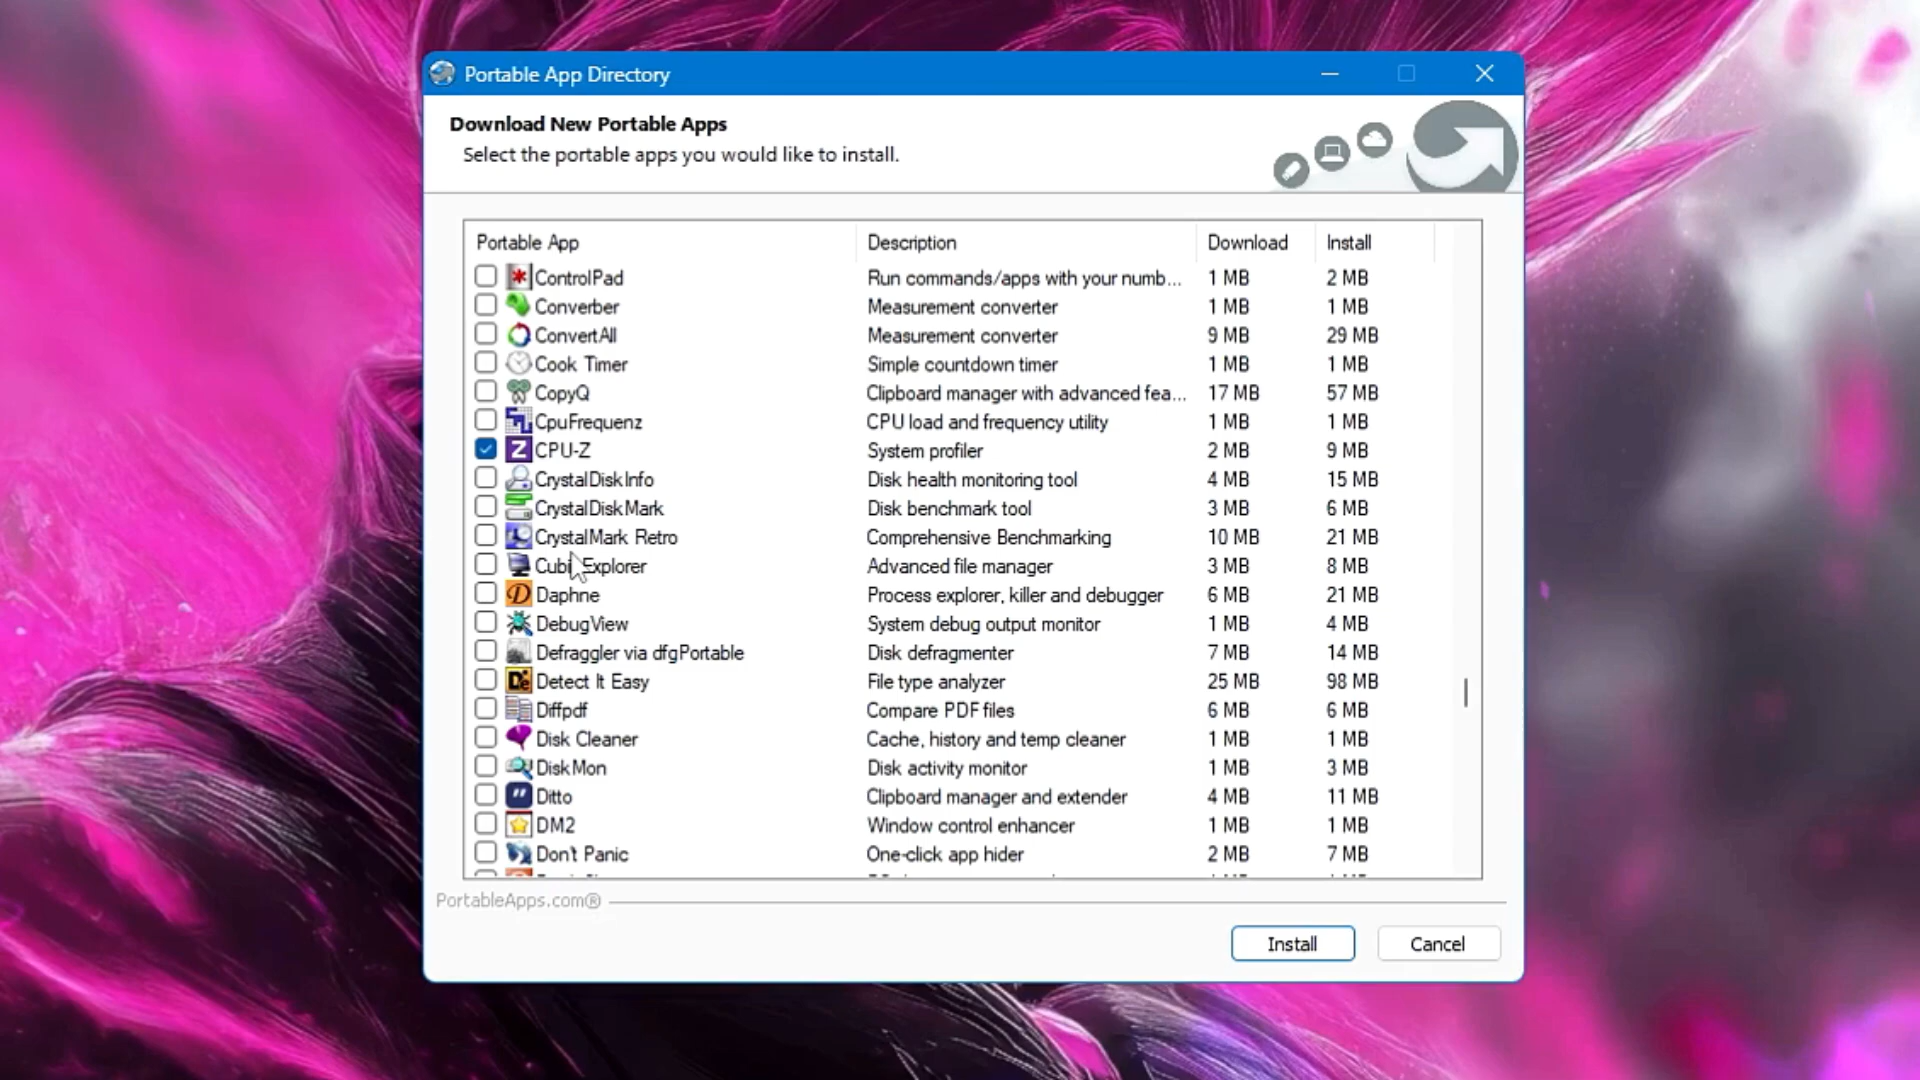 Portable App Directory
Download New Portable Apps
Select the portable apps you would like to install.
Portable App Description Download Install
ControlPad Run commands/apps with your numb... 1 MB 2 MB
Converber Measurement converter 1 MB 1 MB
ConvertAll Measurement converter 9 MB 29 MB
Cook Timer Simple countdown timer 1 MB 1 MB
CopyQ Clipboard manager with advanced fea... 17 MB 57 MB
CpuFrequenz CPU load and frequency utility 1 MB 1 MB
Z CPU-Z System profiler 2 MB 9 MB
CrystalDiskInfo Disk health monitoring tool 4 MB 15 MB
CrystalDiskMark Disk benchmark tool 3 MB 6 MB
CrystalMark Retro Comprehensive Benchmarking 10 MB 21 MB
Explorer Advanced file manager 3 MB 8 MB
D Daphne Process explorer, killer and debugger 6 MB 21 MB
DebugView System debug output monitor 1 MB 4 MB
Defraggler via dfgPortable Disk defragmenter 7 MB 14 MB
De Detect It Easy File type analyzer 25 MB 98 MB
Diffpdf Compare PDF files 6 MB 6 MB
Disk Cleaner Cache, history and temp cleaner 1 MB 1 MB
DiskMon Disk activity monitor 1 MB 3 MB
Ditto Clipboard manager and extender 4 MB 11 MB
DM2 Window control enhancer 1 MB 1 MB
Don't Panic One-click app hider 2 MB 7 MB
PortableApps.com®
Install Cancel